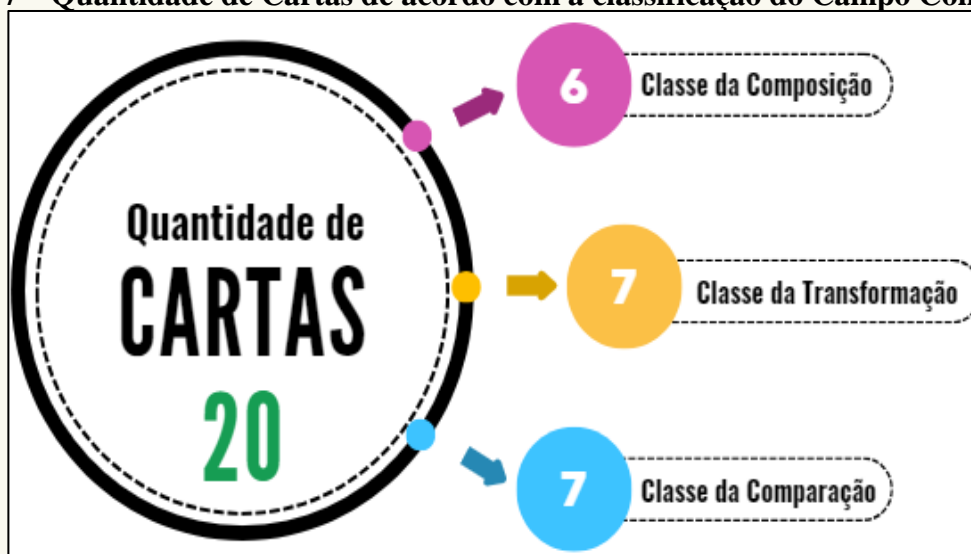 Quantidade de Cartas de acordo com a classificação do Campo
6
Classe da Composição
Quantidade de
CARTAS
20
7
Classe da Transformação
7
Classe da Comparação